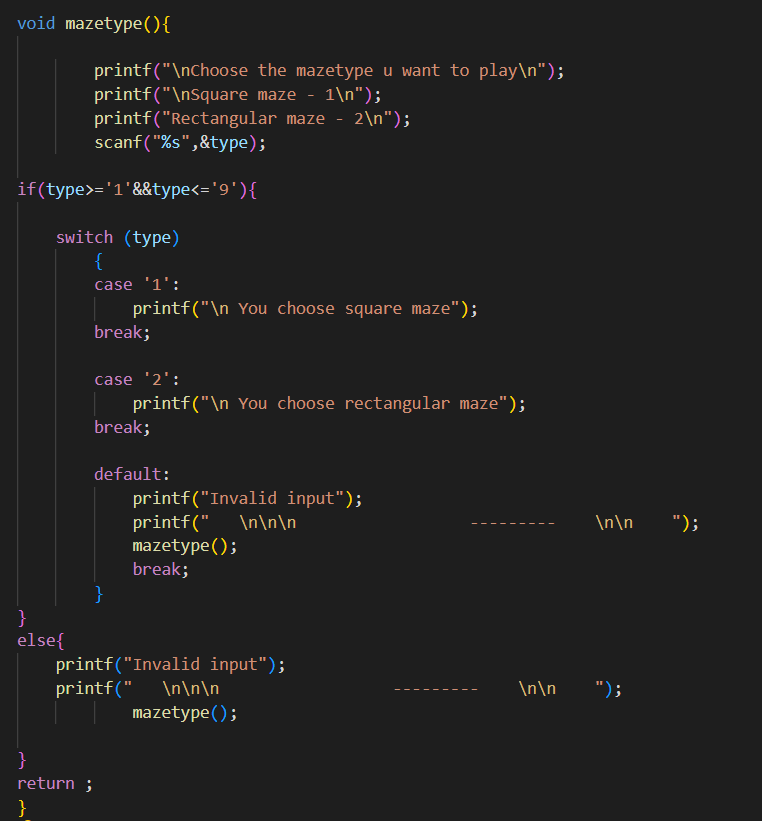 void mazetype(){
printf("\nChoose the mazetype u want to play\n");
printf("\nSquare maze - 1\n");
printf("Rectangular maze - 2\n");
scanf("%s",&type);
if(type>='1'&&type<='9'){
switch (type)
{
case '1':
printf("\n You choose square maze");
break;
case '2':
printf("\n You choose rectangular maze");
break;
default:
printf("Invalid input");
printf("   \n\n\n                  ---------    \n\n    ");
mazetype();
break;
}
}
else{
printf("Invalid input");
printf("   \n\n\n                  ---------    \n\n    ");
mazetype();
}
return ;
}